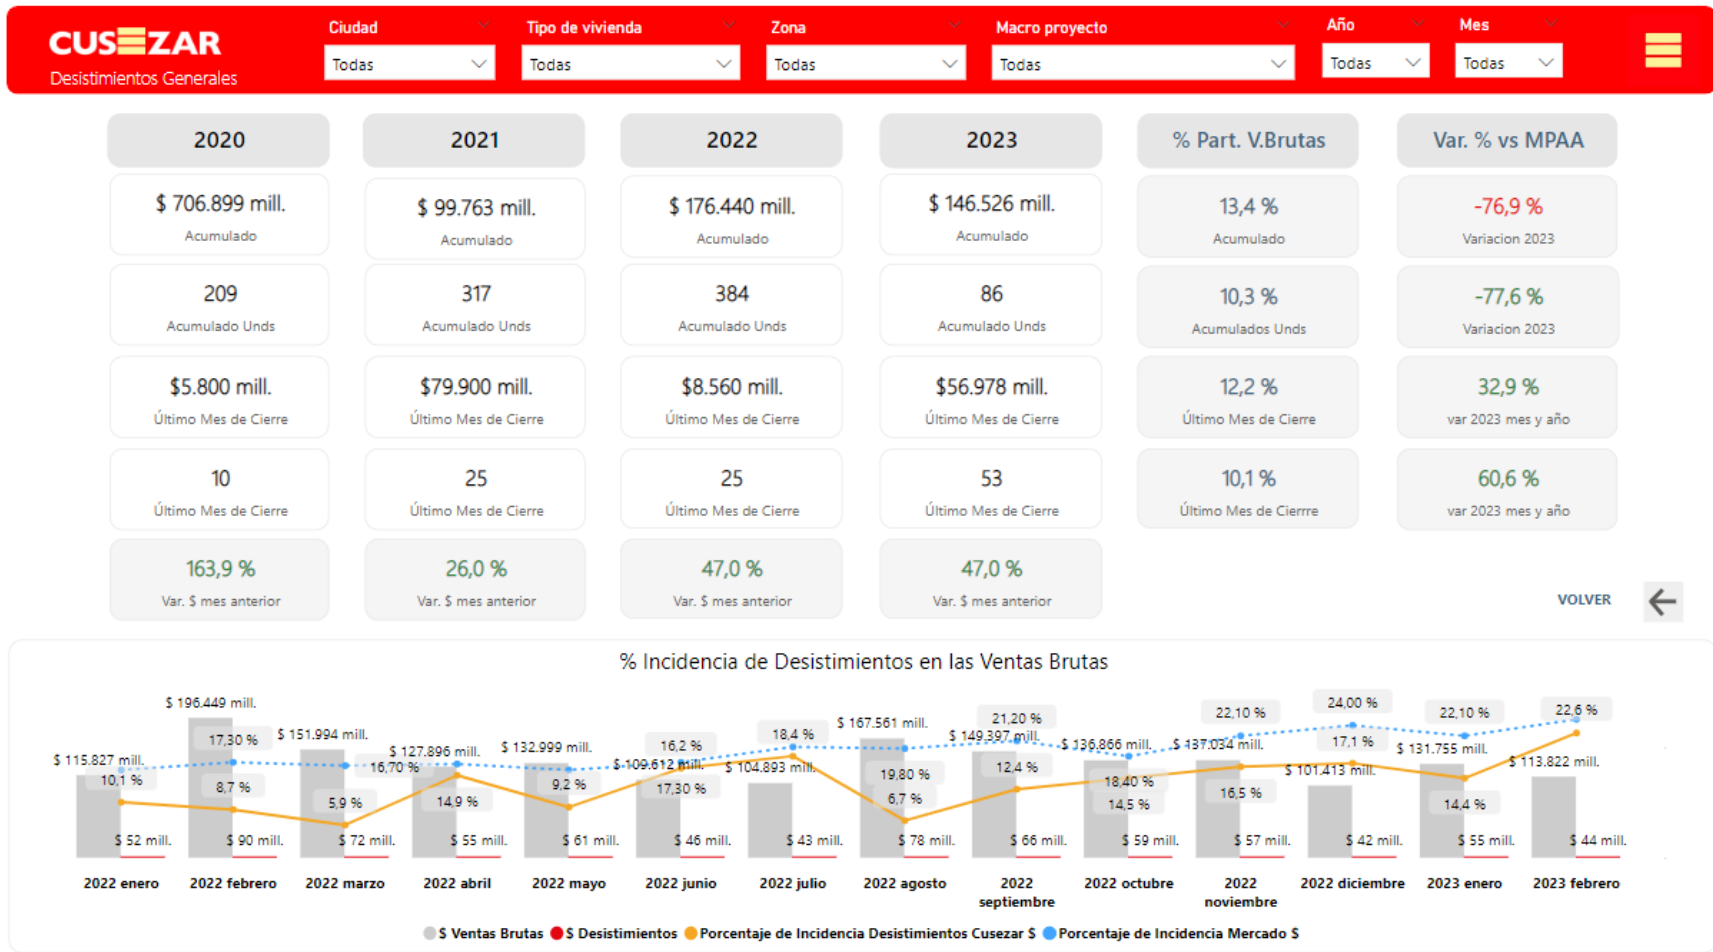 CUSEZAR
Desistimientos Generales
Ciudad
Todas
Tipo de vivienda
Todas
Zona
Todas
Macro proyecto
Todas
Año
Todas
Mes
Todas
2020
2021
2022
2023
% Part. V.Brutas
Var. % vs MPAA
$ 706.899 mill.
Acumulado
$ 99.763 mill.
Acumulado
$ 176.440 mill.
Acumulado
$ 146.526 mill.
Acumulado
13,4 %
Acumulado
-76,9 %
Variacion 2023
209
Acumulado Unds
317
Acumulado Unds
384
Acumulado Unds
86
Acumulado Unds
10,3 %
Acumulados Unds
-77,6 %
Variacion 2023
$5.800 mill.
Último Mes de Cierre
$79.900 mill.
Último Mes de Cierre
$8.560 mill.
Último Mes de Cierre
$56.978 mill.
Último Mes de Cierre
12,2 %
Último Mes de Cierre
32,9 %
var 2023 mes y año
10
Último Mes de Cierre
25
Último Mes de Cierre
25
Último Mes de Cierre
53
Último Mes de Cierre
10,1 %
Último Mes de Cierrre
60,6 %
var 2023 mes y año
163,9 %
Var. $ mes anterior
26,0 %
Var. $ mes anterior
47,0 %
Var. $ mes anterior
47,0 %
Var. $ mes anterior
VOLVER
% Incidencia de Desistimientos en las Ventas Brutas
$ 115.827 mill.
10,1 %
$ 52 mill.
$ 196.449 mill.
17,30 %
8,7 %
$ 90 mill.
$ 151.994 mill.
16,70 %
5,9 %
$ 72 mill.
$ 127.896 mill.
14,9 %
$ 55 mill.
$ 132.999 mill.
9,2 %
$ 61 mill.
16,2 %
$ 109.612 mill.
17,30 %
$ 46 mill.
18,4 %
$ 104.893 mill.
$ 43 mill.
$ 167.561 mill.
19,80 %
6,7 %
$ 78 mill.
21,20 %
$ 149.397 mill.
12,4 %
$ 66 mill.
$ 136.866 mill.
18,40 %
14,5 %
$ 59 mill.
22,10 %
$ 137.034 mill.
16,5 %
$ 57 mill.
24,00 %
17,1 %
$ 101.413 mill.
$ 42 mill.
22,10 %
$ 131.755 mill.
14,4 %
$ 55 mill.
22,6 %
$ 113.822 mill.
$ 44 mill.
2022 enero
2022 febrero
2022 marzo
2022 abril
2022 mayo
2022 junio
2022 julio
2022 agosto
2022
septiembre
2022 octubre
2022
noviembre
2022 diciembre
2023 enero
2023 febrero
$ Ventas Brutas
$ Desistimientos
Porcentaje de Incidencia Desistimientos Cusezar $
Porcentaje de Incidencia Mercado $